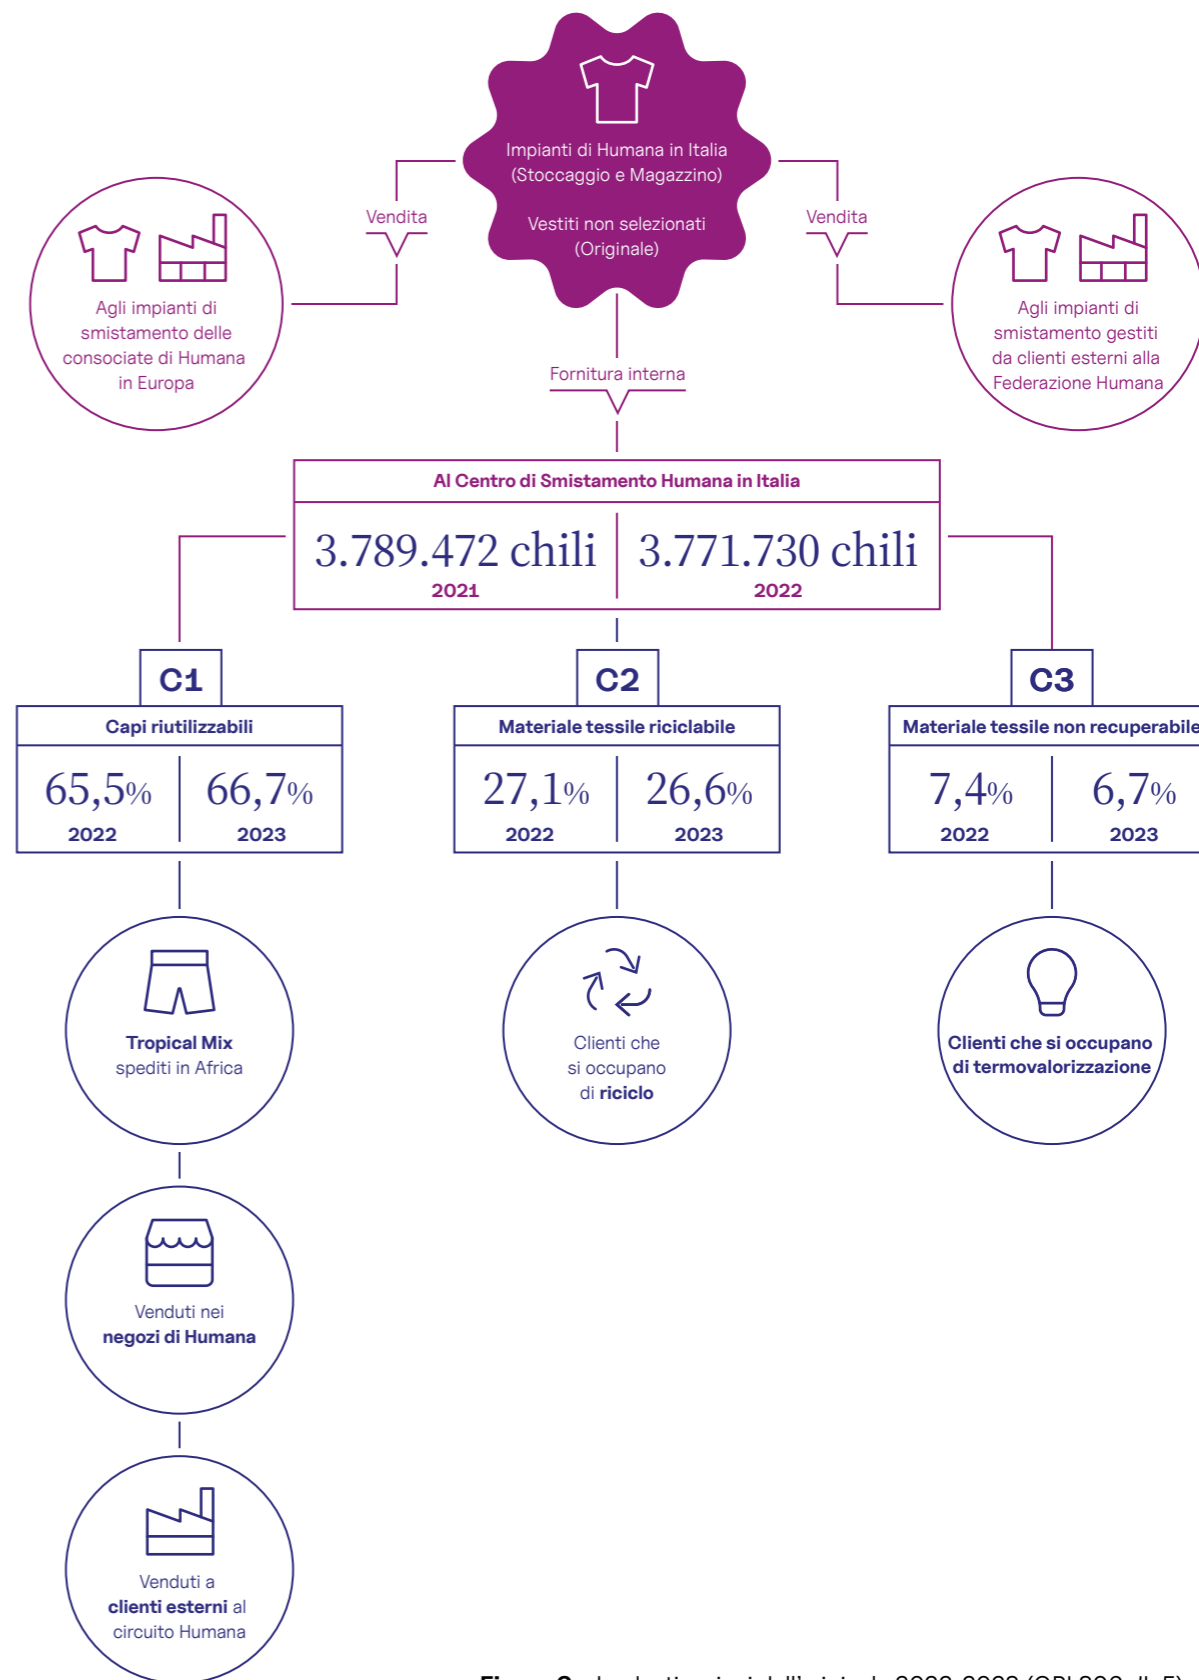 Impianti di Humana in Italia
(Stoccaggio e Magazzino)
Vestiti non selezionati
(Originale)
Vendita
Vendita
Agli impianti di
smistamento delle
consociate di Humana
in Europa
Agli impianti di
smistamento gestiti
da clienti esterni alla
Federazione Humana
Fornitura interna
Al Centro di Smistamento Humana in Italia
3.789.472 chili
2021
3.771.730 chili
2022
C1
Capi riutilizzabili
65,5%
2022
66,7%
2023
C2
Materiale tessile riciclabile
27,1%
2022
26,6%
2023
C3
Materiale tessile non recuperabile
7,4%
2022
6,7%
2023
Tropical Mix
spediti in Africa
Clienti che
si occupano
di riciclo
Clienti che si occupano
di termovalorizzazione
Venduti nei
negozi di Humana
Venduti a
clienti esterni al
circuito Humana